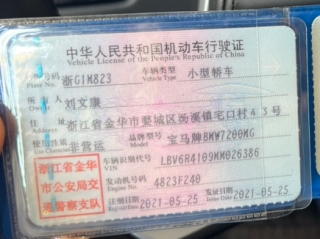 中华人民共和国机动车行驶证
Vehicle License of the People's Republic of China
号牌号码 浙G1M823 车辆类型 小型轿车
Plate No. Vehicle Type
所有人 刘文康
住址 浙江省金华市婺城区汤溪镇宅口村43号
使用性质 非营运 品牌型号 宝马牌BMW7200MG
Use Character Model
浙江省金华
市公安局交
通警察支队
车辆识别代号 LBV6R4109MM026386
VIN
发动机号码 4823F240
Engine No.
注册日期 2021-05-25 发证日期 2021-05-25
Register Date Issue Date